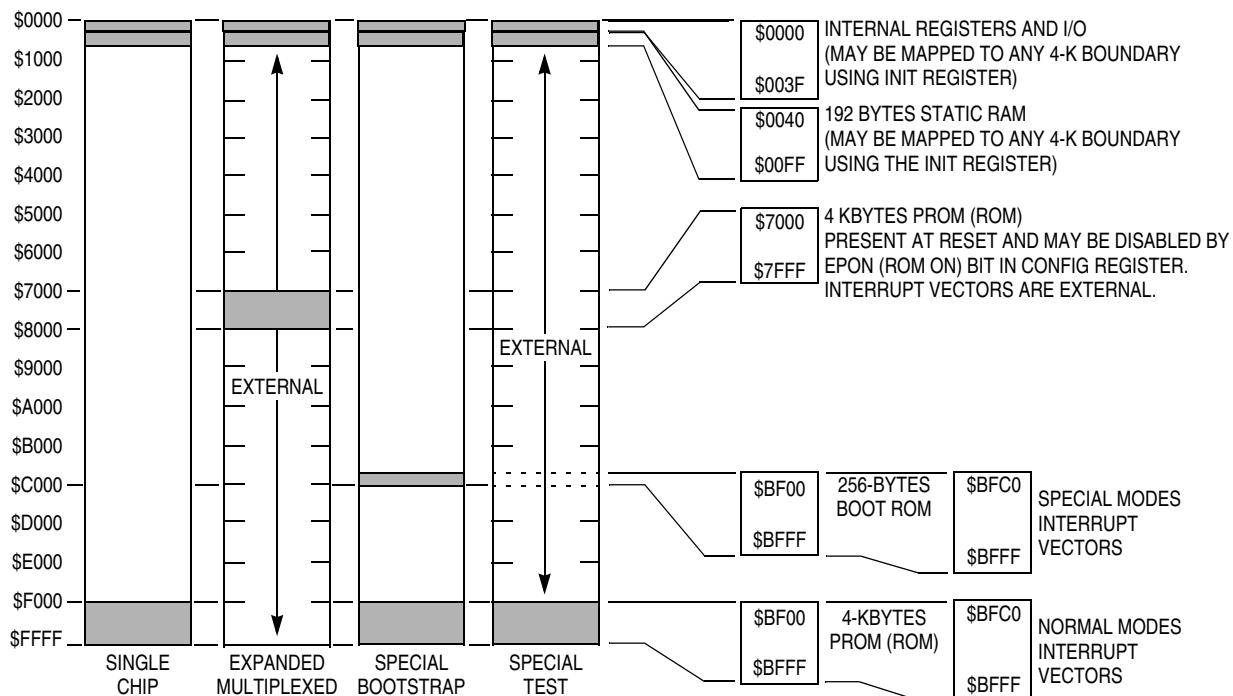 $0000
$1000
$2000
$3000
$4000
$5000
$6000
$7000
$8000
$9000
$A000
$B000
$C000
$D000
$E000
$F000
$FFFF
EXTERNAL
EXTERNAL
SINGLE
CHIP
EXPANDED
MULTIPLEXED
SPECIAL
BOOTSTRAP
SPECIAL
TEST
$0000
$003F
INTERNAL REGISTERS AND I/O
(MAY BE MAPPED TO ANY 4-K BOUNDARY
USING INIT REGISTER)
$0040
$00FF
192 BYTES STATIC RAM
(MAY BE MAPPED TO ANY 4-K BOUNDARY
USING THE INIT REGISTER)
$7000
$7FFF
4 KBYTES PROM (ROM)
PRESENT AT RESET AND MAY BE DISABLED BY
EPON (ROM ON) BIT IN CONFIG REGISTER.
INTERRUPT VECTORS ARE EXTERNAL.
$BF00
$BFFF
256-BYTES
BOOT ROM
$BFC0
$BFFF
SPECIAL MODES
INTERRUPT
VECTORS
$BF00
$BFFF
4-KBYTES
PROM (ROM)
$BFC0
$BFFF
NORMAL MODES
INTERRUPT
VECTORS